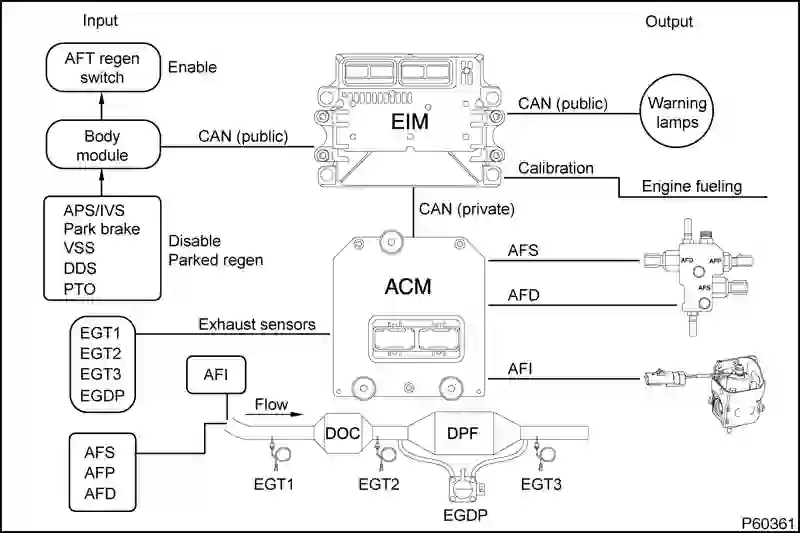 Input
Output
AFT regen
switch
Enable
Body
module
CAN (public)
APS/IVS
Park brake
VSS
DDS
PTO
Disable
Parked regen
EIM
CAN (public)
Warning
lamps
Calibration
Engine fueling
CAN (private)
ACM
AFS
AFD
AFI
AFD
AFP
AFS
EGT1
EGT2
EGT3
EGDP
Exhaust sensors
AFI
Flow
AFS
AFP
AFD
DOC
DPF
EGT1
EGT2
EGT3
EGDP
P60361